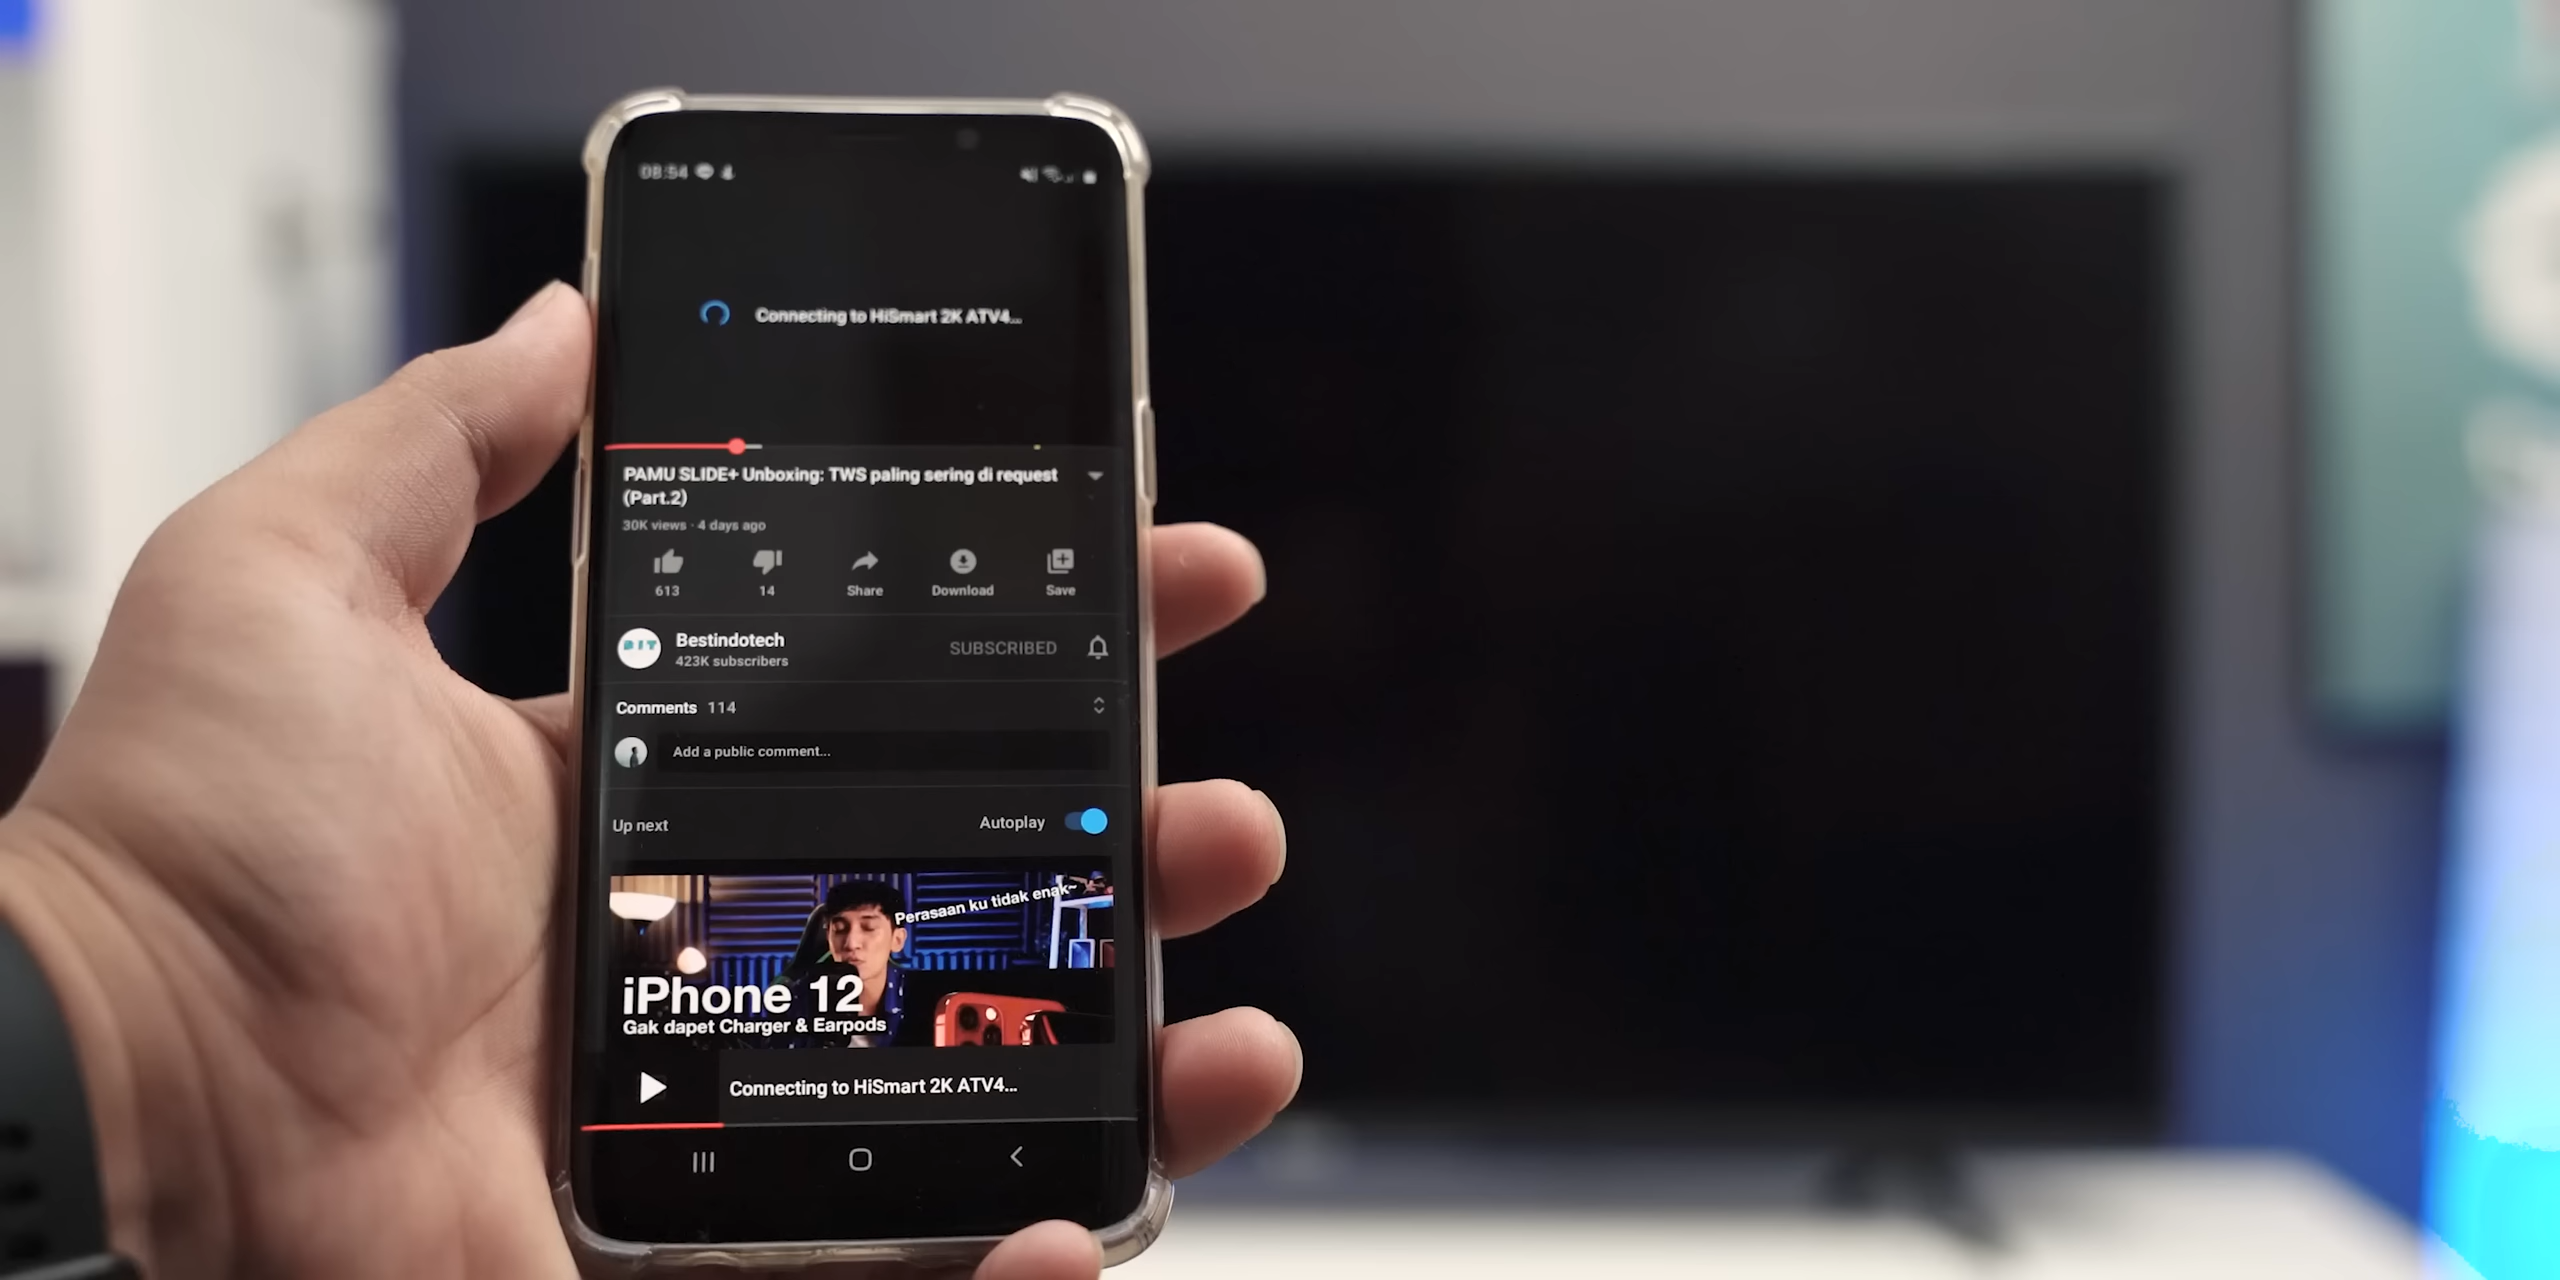 08:54
Connecting to HiSmart 2K ATV4...
PAMU SLIDE+ Unboxing: TWS paling sering di request
(Part.2)
30K views · 4 days ago
613
14
Share
Download
Save
BIT
Bestindotech
SUBSCRIBED
423K subscribers
Comments 114
Add a public comment...
Up next
Autoplay
Perasaan ku tidak enak~
iPhone 12
Gak dapet Charger & Earpods
Connecting to HiSmart 2K ATV4...